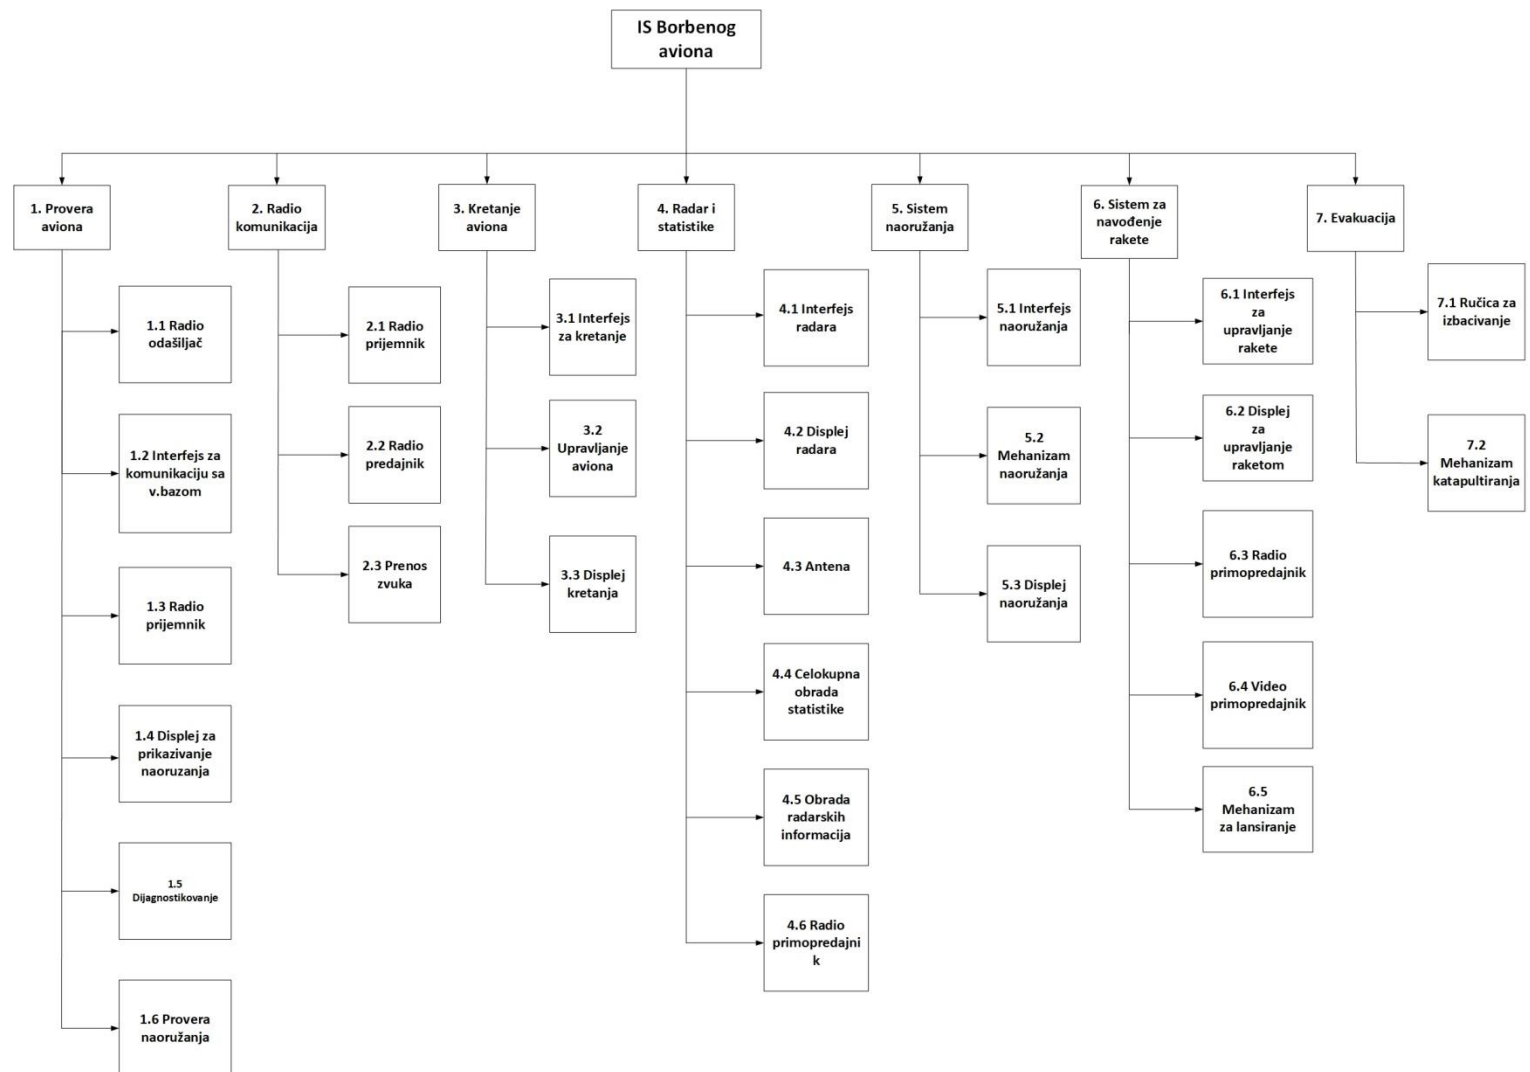 IS Borbenog
aviona
1. Provera
aviona
2. Radio
komunikacija
3. Kretanje
aviona
4. Radar i
statistike
5. Sistem
naoružanja
6. Sistem za
navođenje
rakete
7. Evakuacija
1.1 Radio
odašiljač
1.2 Interfejs za
komunikaciju sa
v.bazom
1.3 Radio
prijemnik
1.4 Displej za
prikazivanje
naoruzanja
1.5
Dijagnostikovanje
1.6 Provera
naoružanja
2.1 Radio
prijemnik
2.2 Radio
predajnik
2.3 Prenos
zvuka
3.1 Interfejs
za kretanje
3.2
Upravljanje
aviona
3.3 Displej
kretanja
4.1 Interfejs
radara
4.2 Displej
radara
4.3 Antena
4.4 Celokupna
obrada
statistike
4.5 Obrada
radarskih
informacija
4.6 Radio
primopredajni
k
5.1 Interfejs
naoružanja
5.2
Mehanizam
naoružanja
5.3 Displej
naoružanja
6.1 Interfejs
za
upravljanje
rakete
6.2 Displej
za
upravljanje
raketom
6.3 Radio
primopredajnik
6.4 Video
primopredajnik
6.5
Mehanizam
za lansiranje
7.1 Ručica za
izbacivanje
7.2
Mehanizam
katapultiranja